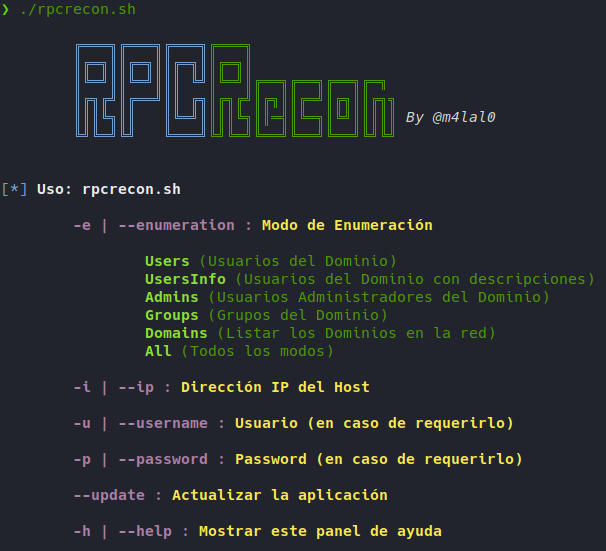 ❯ ./rpcrecon.sh
RPCRecon
By @m4lal0
[*] Uso: rpcrecon.sh
-e | --enumeration : Modo de Enumeración
Users (Usuarios del Dominio)
UsersInfo (Usuarios del Dominio con descripciones)
Admins (Usuarios Administradores del Dominio)
Groups (Grupos del Dominio)
Domains (Listar los Dominios en la red)
All (Todos los modos)
-i | --ip : Dirección IP del Host
-u | --username : Usuario (en caso de requerirlo)
-p | --password : Password (en caso de requerirlo)
--update : Actualizar la aplicación
-h | --help : Mostrar este panel de ayuda